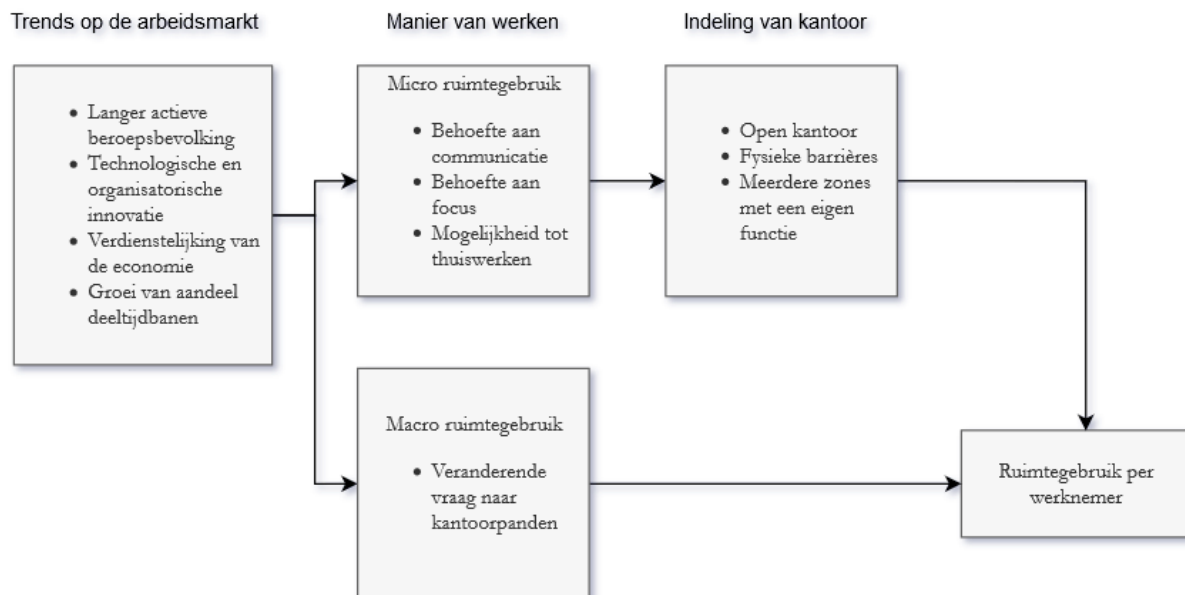 Trends op de arbeidsmarkt
Manier van werken
Indeling van kantoor
• Langer actieve
beroepsbevolking
• Technologische en
organisatorische
innovatie
• Verdienstelijking van
de economie
• Groei van aandeel
deeltijdbanen
Micro ruimtegebruik
• Behoefte aan
communicatie
• Behoefte aan
focus
• Mogelijkheid tot
thuiswerken
• Open kantoor
• Fysieke barrières
• Meerdere zones
met een eigen
functie
Macro ruimtegebruik
• Veranderende
vraag naar
kantoorpanden
Ruimtegebruik per
werknemer